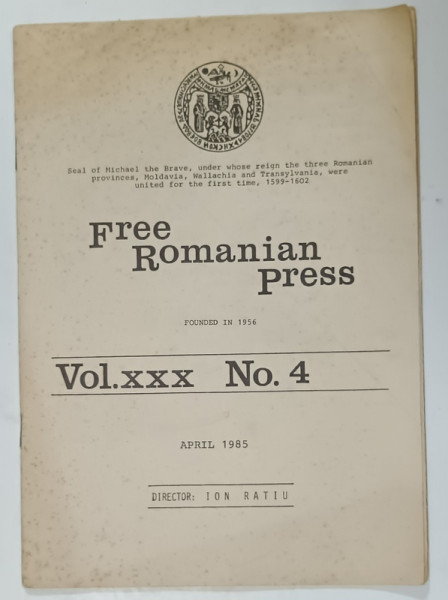 Seal of Michael the Brave, under whose reign the three Romanian
provinces, Moldavia, Wallachia and Transylvania, were
united for the first time, 1599-1602
Free
Romanian
Press
FOUNDED IN 1956
Vol.xxx No. 4
APRIL 1985
DIRECTOR: ION RATIU